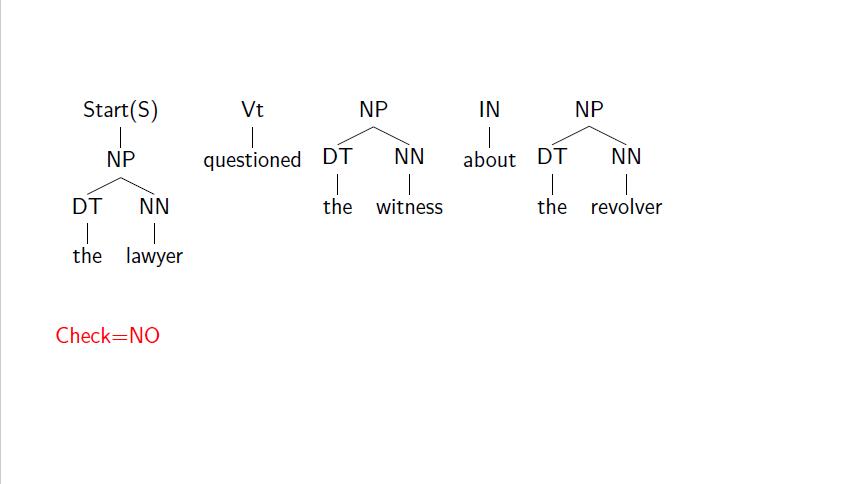 Start(S) Vt NP IN NP
NP questioned DT NN about DT NN
DT NN the witness the revolver
the lawyer
Check=NO